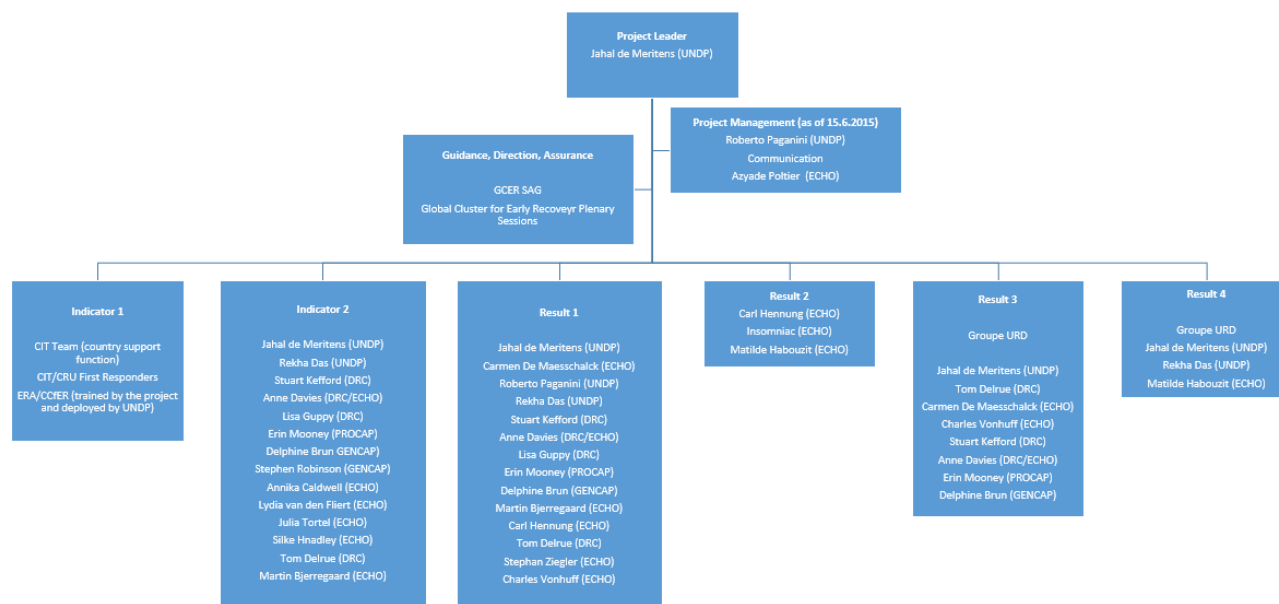 Project Leader
Jahal de Meritens (UNDP)
Project Management (as of 15.6.2015)
Roberto Paganini (UNDP)
Communication
Azyade Poltier (ECHO)
Guidance, Direction, Assurance
GCER SAG
Global Cluster for Early Recoveyr Plenary
Sessions
Indicator 1
CIT Team (country support
function)
CIT/CRU First Responders
ERA/CCfER (trained by the project
and deployed by UNDP)
Indicator 2
Jahal de Meritens (UNDP)
Rekha Das (UNDP)
Stuart Kefford (DRC)
Anne Davies (DRC/ECHO)
Lisa Guppy (DRC)
Erin Mooney (PROCAP)
Delphine Brun GENCAP)
Stephen Robinson (GENCAP)
Annika Caldwell (ECHO)
Lydia van den Fliert (ECHO)
Julia Tortel (ECHO)
Silke Hnadley (ECHO)
Tom Delrue (DRC)
Martin Bjerregaard (ECHO)
Result 1
Jahal de Meritens (UNDP)
Carmen De Maesschalck (ECHO)
Roberto Paganini (UNDP)
Rekha Das (UNDP)
Stuart Kefford (DRC)
Anne Davies (DRC/ECHO)
Lisa Guppy (DRC)
Erin Mooney (PROCAP)
Delphine Brun (GENCAP)
Martin Bjerregaard (ECHO)
Carl Hennung (ECHO)
Tom Delrue (DRC)
Stephan Ziegler (ECHO)
Charles Vonhuff (ECHO)
Result 2
Carl Hennung (ECHO)
Insomniac (ECHO)
Matilde Habouzit (ECHO)
Result 3
Groupe URD
Jahal de Meritens (UNDP)
Tom Delrue (DRC)
Carmen De Maesschalck (ECHO)
Charles Vonhuff (ECHO)
Stuart Kefford (DRC)
Anne Davies (DRC/ECHO)
Erin Mooney (PROCAP)
Delphine Brun (GENCAP)
Result 4
Groupe URD
Jahal de Meritens (UNDP)
Rekha Das (UNDP)
Matilde Habouzit (ECHO)